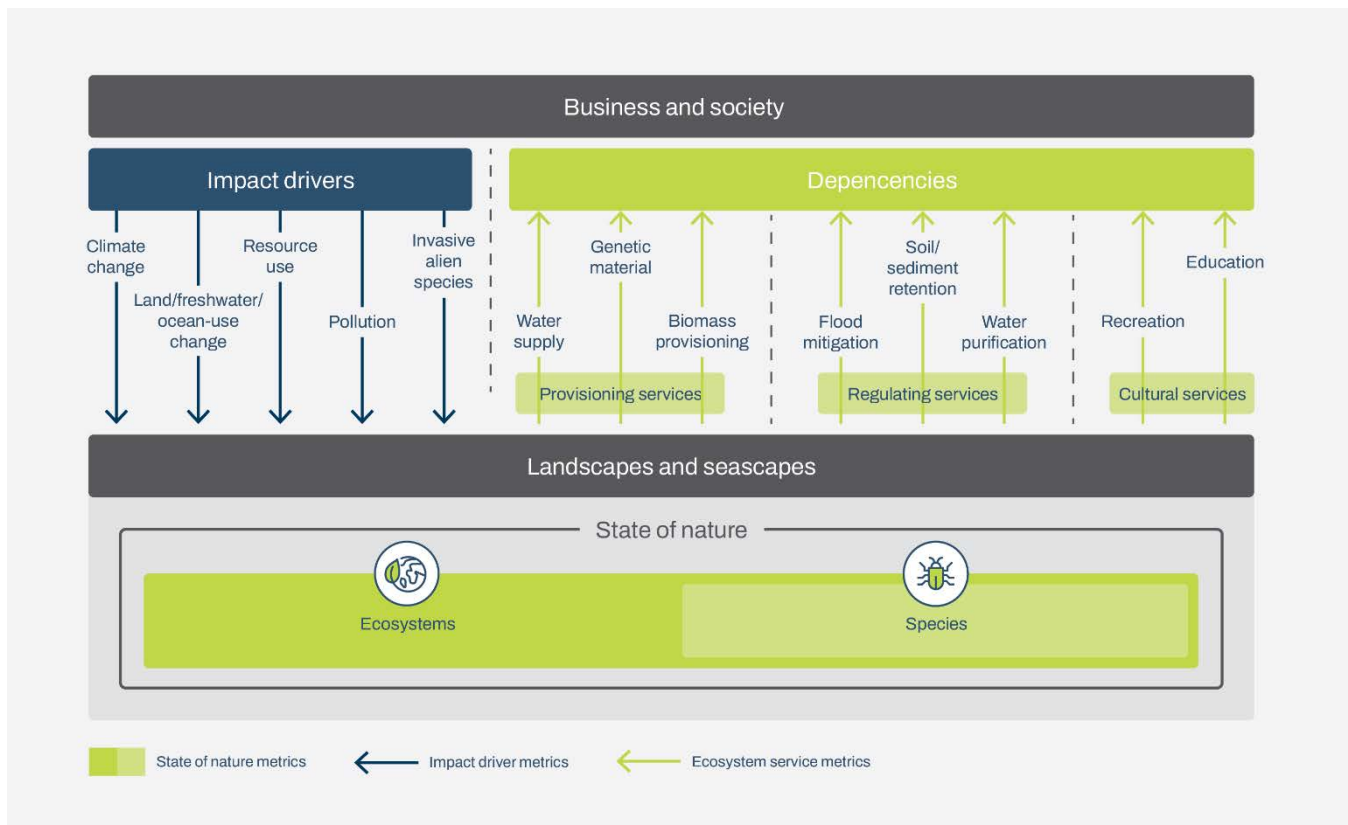 Business and society
Impact drivers
Depencencies
Climate
change
Land/freshwater/
ocean-use
change
Resource
use
Pollution
Invasive
alien
species
Water
supply
Genetic
material
Biomass
provisioning
Provisioning services
Flood
mitigation
Soil/
sediment
retention
Water
purification
Regulating services
Recreation
Education
Cultural services
Landscapes and seascapes
State of nature
Ecosystems
Species
State of nature metrics
Impact driver metrics
Ecosystem service metrics